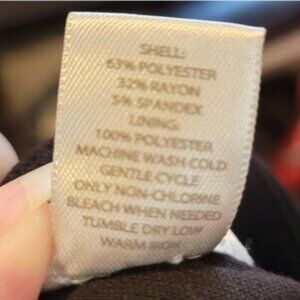 SHELL:
63% POLYESTER
32% RAYON
5% SPANDEX
LINING:
100% POLYESTER
MACHINE WASH COLD
GENTLE CYCLE
ONLY NON-CHLORINE
BLEACH WHEN NEEDED
TUMBLE DRY LOW
WARM IRON